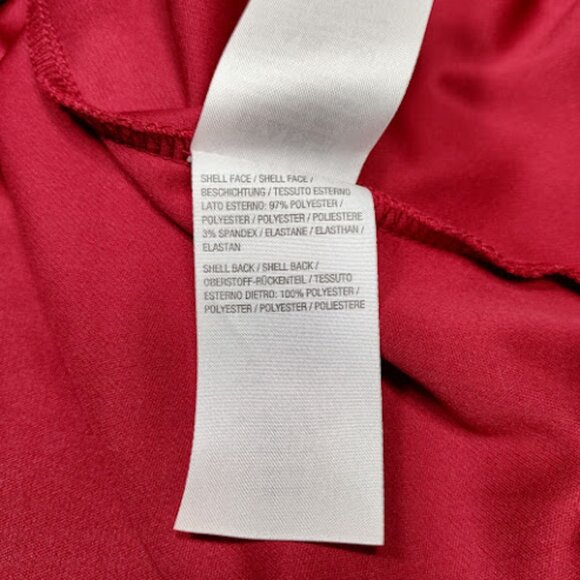 SHELL FACE / SHELL FACE /
BESCHICHTUNG / TESSUTO ESTERNO
LATO ESTERNO: 97% POLYESTER /
POLYESTER / POLYESTER / POLIESTERE
3% SPANDEX / ELASTANE / ELASTHAN /
ELASTAN
SHELL BACK / SHELL BACK /
OBERSTOFF-RÜCKENTEIL / TESSUTO
ESTERNO DIETRO: 100% POLYESTER /
POLYESTER / POLYESTER / POLIESTERE